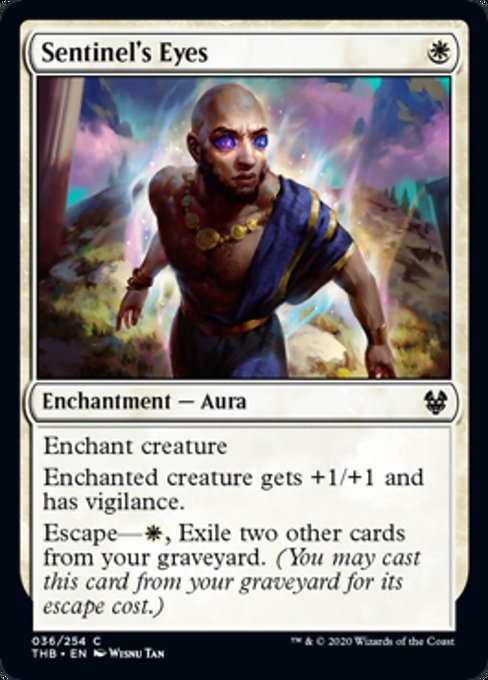 Sentinel's Eyes
Enchantment — Aura
Enchant creature
Enchanted creature gets +1/+1 and
has vigilance.
Escape—, Exile two other cards
from your graveyard. (You may cast
this card from your graveyard for its
escape cost.)
036/254 C
THB • EN Wisnu Tan
™ & © 2020 Wizards of the Coast